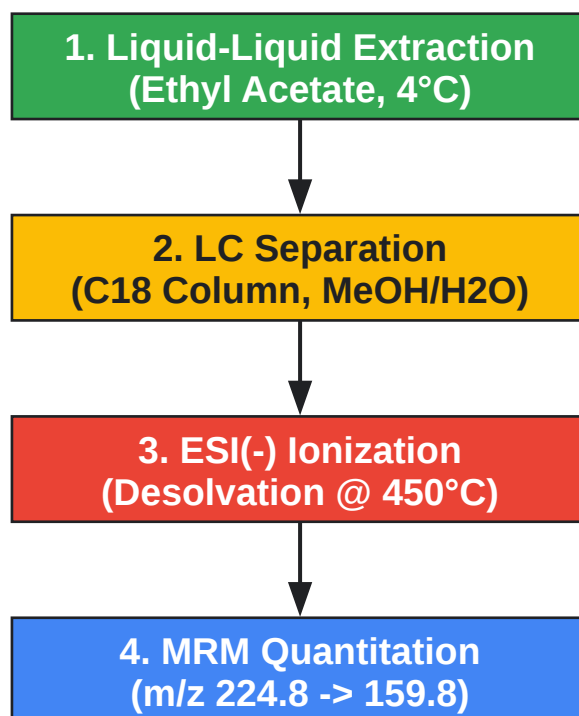 1. Liquid-Liquid Extraction
(Ethyl Acetate, 4°C)
2. LC Separation
(C18 Column, MeOH/H2O)
3. ESI(-) Ionization
(Desolvation @ 450°C)
4. MRM Quantitation
(m/z 224.8 -> 159.8)